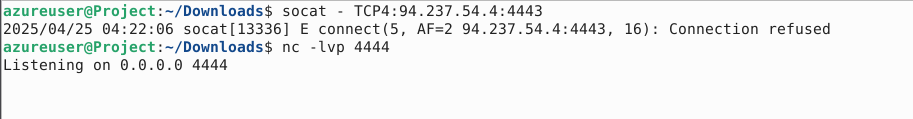 azureuser@Project:~/Downloads$ socat - TCP4:94.237.54.4:4443
2025/04/25 04:22:06 socat[13336] E connect(5, AF=2 94.237.54.4:4443, 16): Connection refused
azureuser@Project:~/Downloads$ nc -lvp 4444
Listening on 0.0.0.0 4444